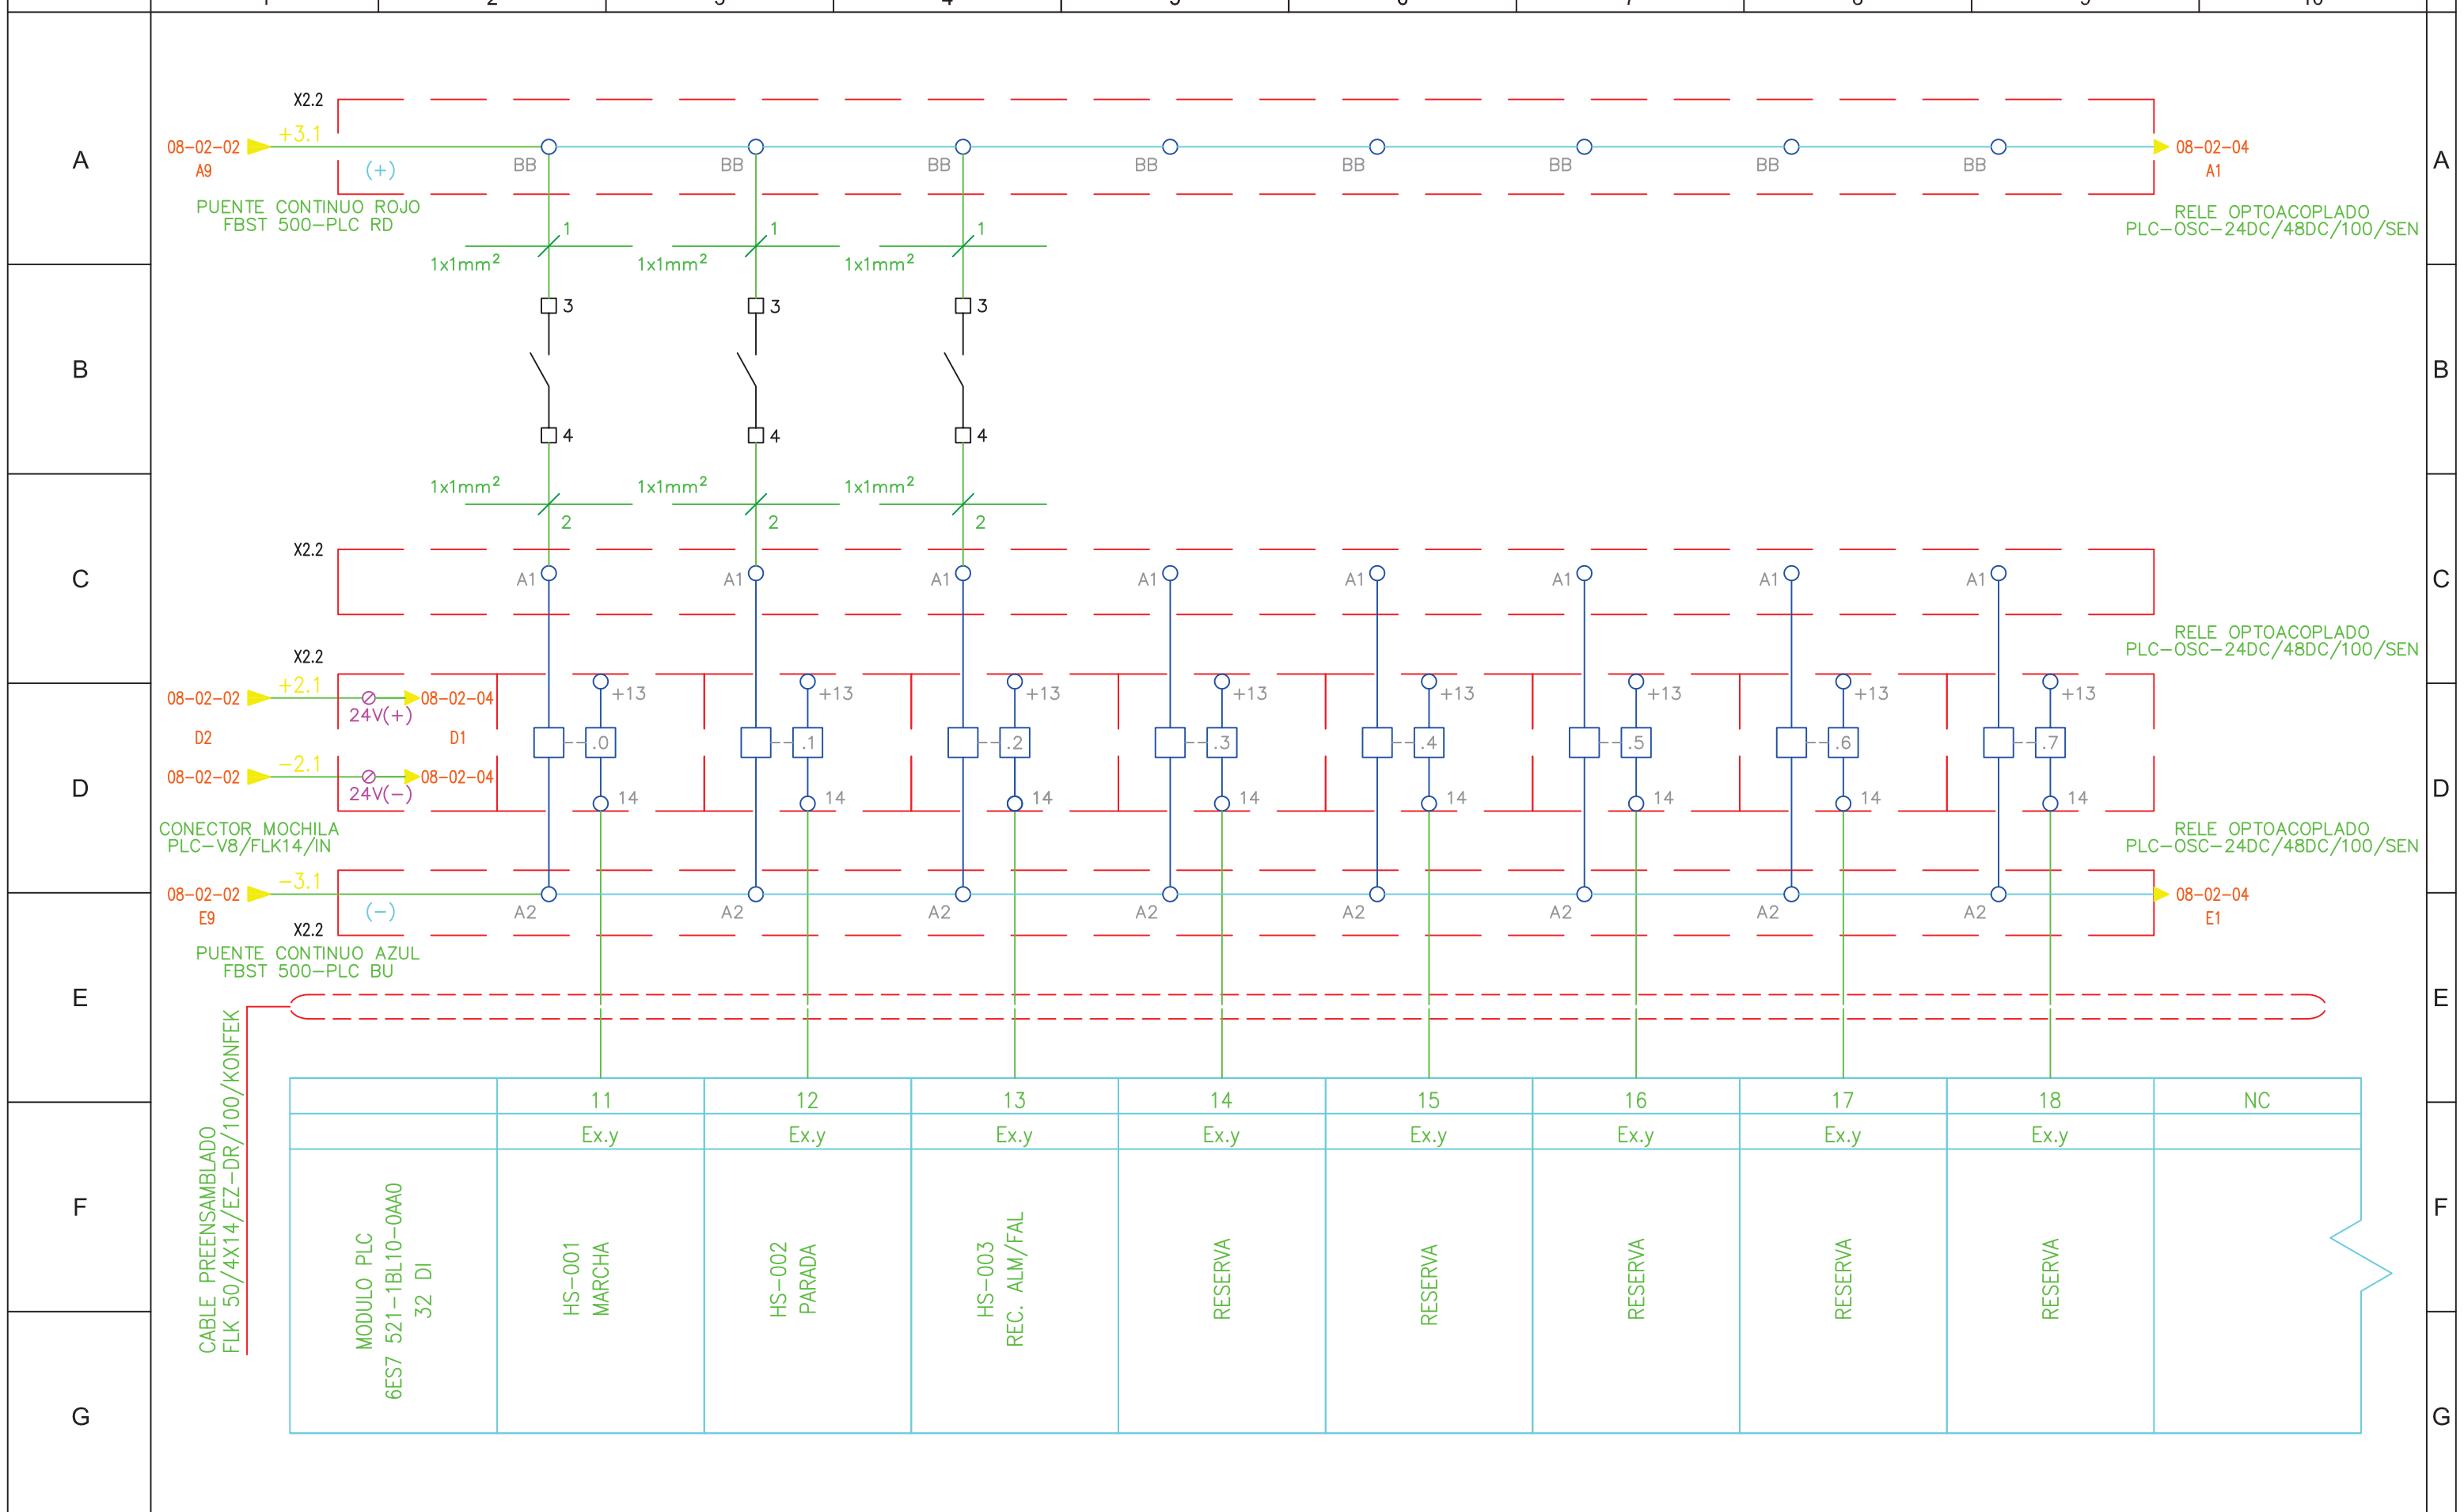 1 2 3 4 5 6 7 8 9 10
A A
X2.2
08-02-02 +3.1
A9 (+)
BB BB BB BB BB BB BB BB
08-02-04
A1
PUENTE CONTINUO ROJO
FBST 500-PLC RD
RELE OPTOACOPLADO
PLC-OSC-24DC/48DC/100/SEN
1 1 1
1x1mm² 1x1mm² 1x1mm²
3 3 3
B B
4 4 4
1x1mm² 1x1mm² 1x1mm²
2 2 2
X2.2
C C
A1 A1 A1 A1 A1 A1 A1 A1
RELE OPTOACOPLADO
PLC-OSC-24DC/48DC/100/SEN
X2.2
08-02-02 +2.1 08-02-04
24V(+)
D2 D1
+13 +13 +13 +13 +13 +13 +13 +13
.0 .1 .2 .3 .4 .5 .6 .7
08-02-02 -2.1 08-02-04
24V(-)
D D
14 14 14 14 14 14 14 14
CONECTOR MOCHILA
PLC-V8/FLK14/IN
RELE OPTOACOPLADO
PLC-OSC-24DC/48DC/100/SEN
08-02-02 -3.1
E9 (-)
X2.2
A2 A2 A2 A2 A2 A2 A2 A2
08-02-04
E1
PUENTE CONTINUO AZUL
FBST 500-PLC BU
E E
CABLE PREENSAMBLADO
FLK 50/4X14/EZ-DR/100/KONFEK
11 12 13 14 15 16 17 18 NC
Ex.y Ex.y Ex.y Ex.y Ex.y Ex.y Ex.y Ex.y
F F
MODULO PLC
6ES7 521-1BL10-0AA0
32 DI
HS-001
MARCHA
HS-002
PARADA
HS-003
REC. ALM/FAL
RESERVA
RESERVA
RESERVA
RESERVA
RESERVA
G G